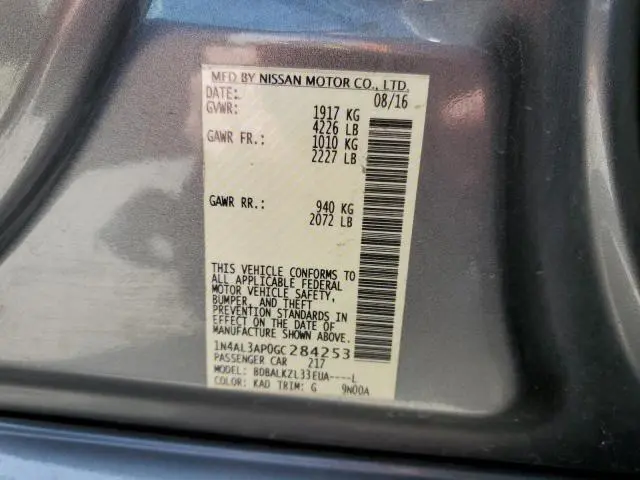 MFD BY NISSAN MOTOR CO., LTD.
DATE: 08/16
GVWR: 1917 KG
4226 LB
GAWR FR.: 1010 KG
2227 LB
GAWR RR.: 940 KG
2072 LB
THIS VEHICLE CONFORMS TO
ALL APPLICABLE FEDERAL
MOTOR VEHICLE SAFETY,
BUMPER, AND THEFT
PREVENTION STANDARDS IN
EFFECT ON THE DATE OF
MANUFACTURE SHOWN ABOVE.
1N4AL3AP0GC284253
PASSENGER CAR 217
MODEL: BDBALKZL33EUA----L
COLOR: KAD TRIM: G 9N00A